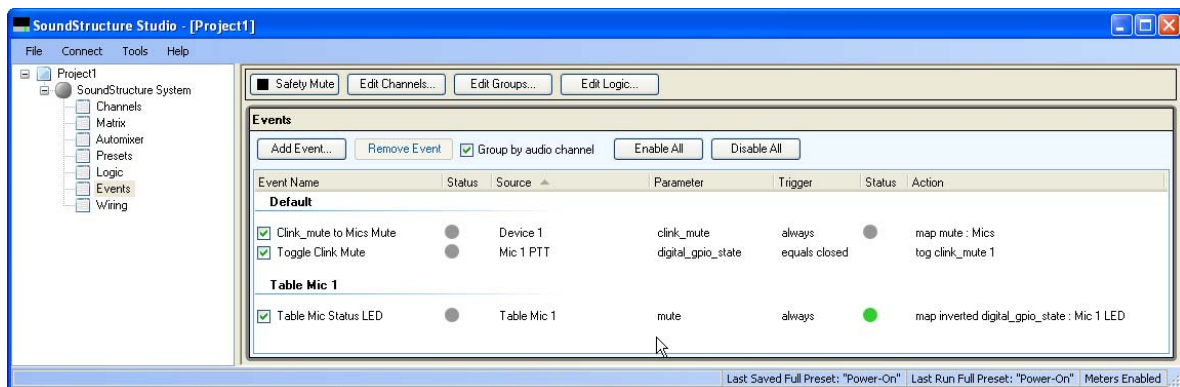 SoundStructure Studio - [Project1]
File Connect Tools Help
Project1
SoundStructure System
Channels
Matrix
Automixer
Presets
Logic
Events
Wiring
Safety Mute Edit Channels... Edit Groups... Edit Logic...
Events
Add Event... Remove Event Group by audio channel Enable All Disable All
Event Name Status Source Parameter Trigger Status Action
Default
Clink_mute to Mics Mute Device 1 clink_mute always map mute : Mics
Toggle Clink Mute Mic 1 PTT digital_gpio_state equals closed tog clink_mute 1
Table Mic 1
Table Mic Status LED Table Mic 1 mute always map inverted digital_gpio_state : Mic 1 LED
Last Saved Full Preset: "Power-On" Last Run Full Preset: "Power-On" Meters Enabled